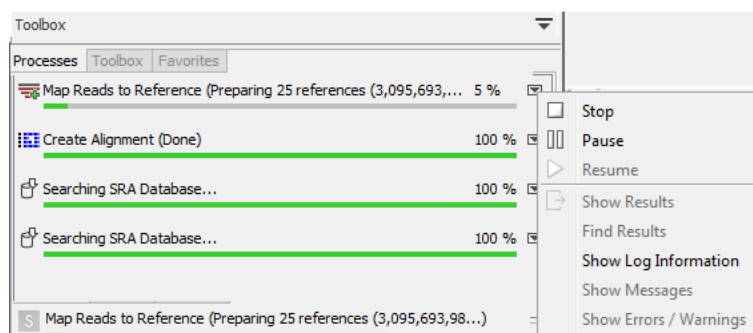 Toolbox
Processes Toolbox Favorites
Map Reads to Reference (Preparing 25 references (3,095,693,... 5 %
Create Alignment (Done) 100 %
Searching SRA Database... 100 %
Searching SRA Database... 100 %
S Map Reads to Reference (Preparing 25 references (3,095,693,98...)
Stop
Pause
Resume
Show Results
Find Results
Show Log Information
Show Messages
Show Errors / Warnings